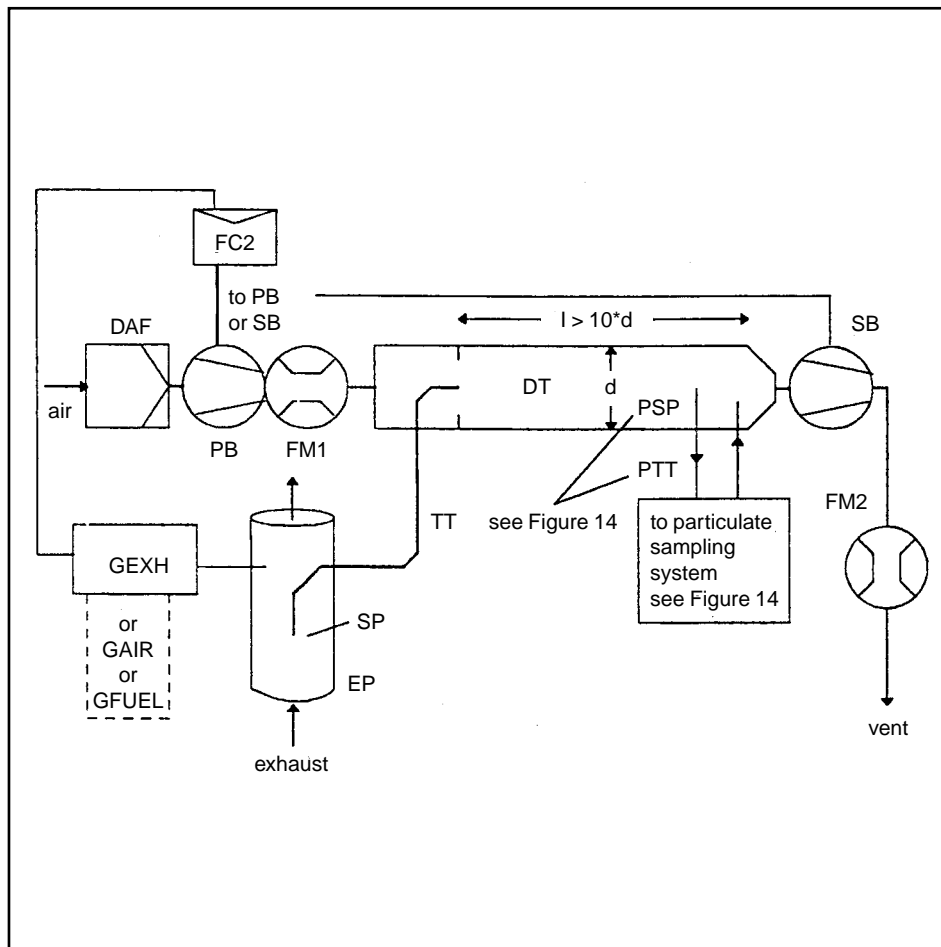 FC2
to PB
or SB
l > 10*d
SB
DAF
air
DT
d
PSP
PB
FM1
PTT
see Figure 14
FM2
TT
to particulate
sampling
system
see Figure 14
GEXH
or
GAIR
or
GFUEL
SP
EP
exhaust
vent